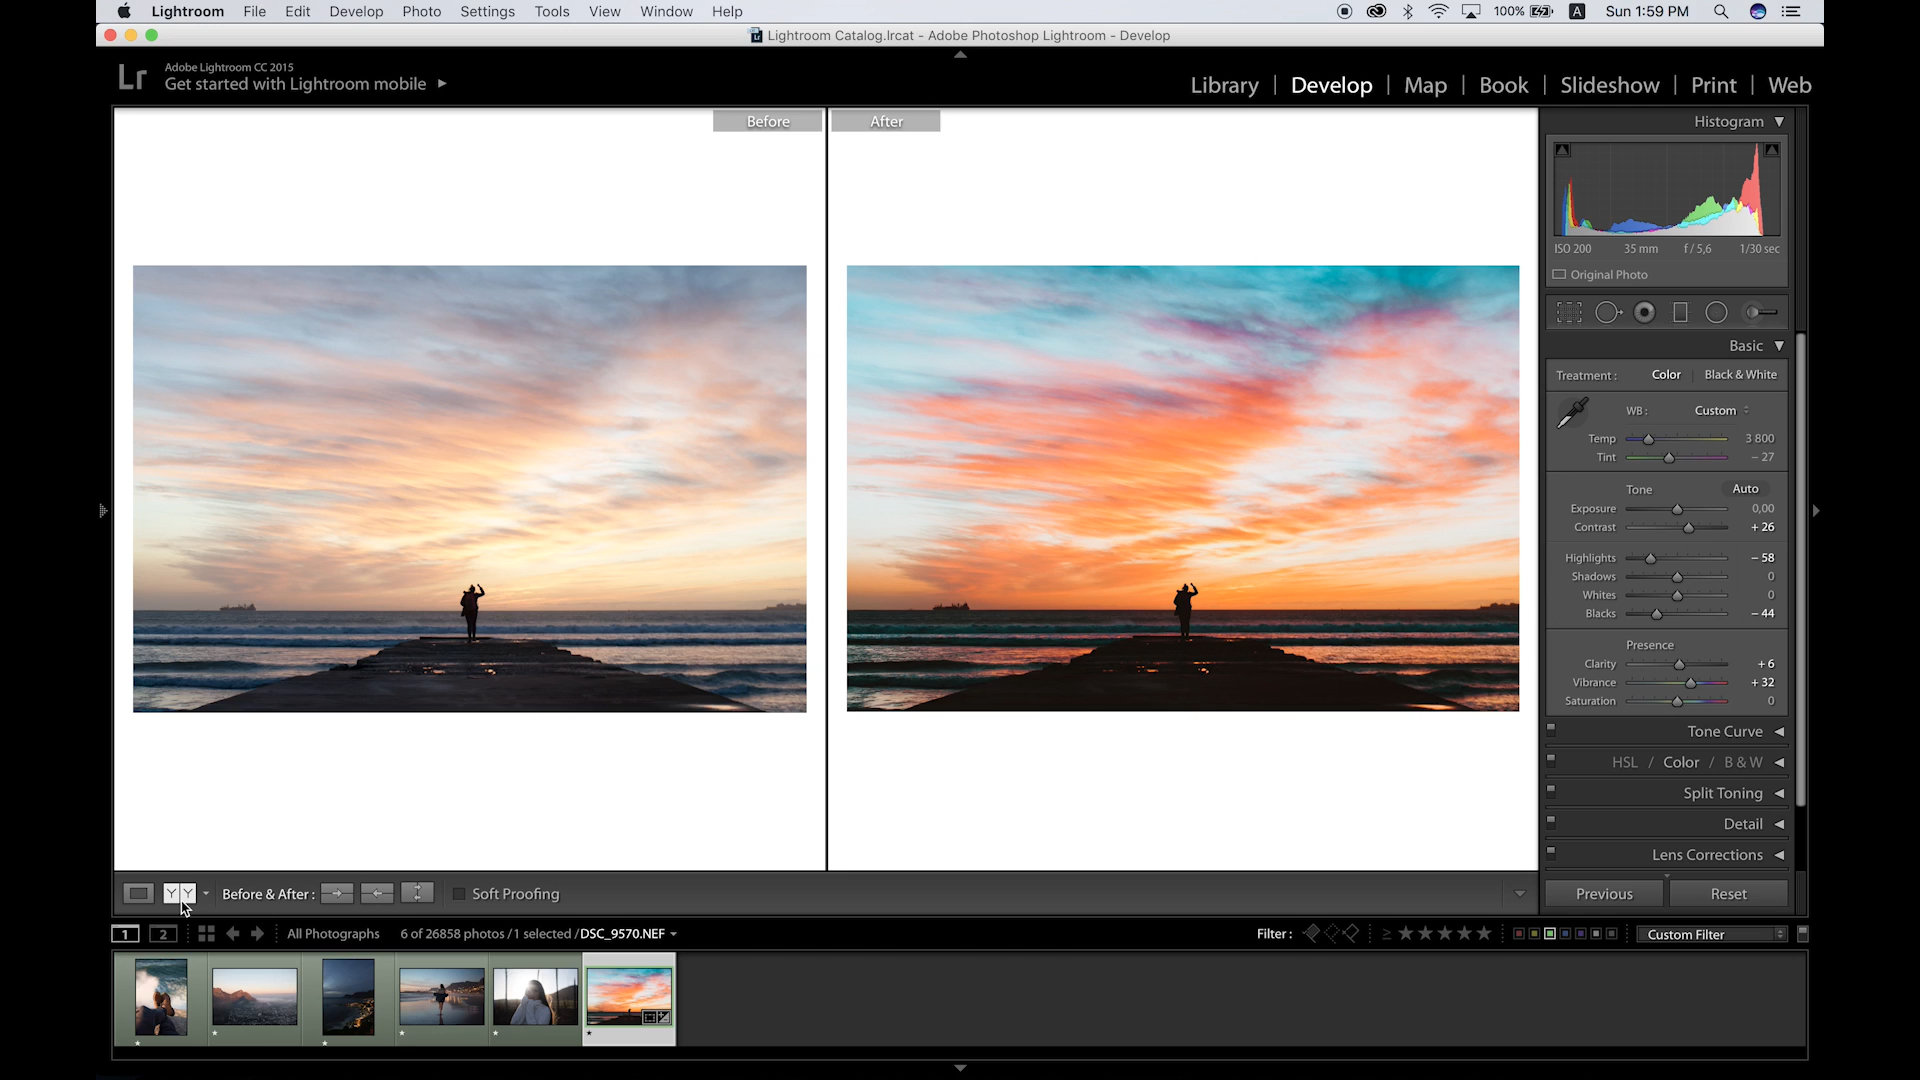 Lightroom File Edit Develop Photo Settings Tools View Window Help 100% A Sun 1:59 PM
Lightroom Catalog.lrcat - Adobe Photoshop Lightroom - Develop
Lr
Adobe Lightroom CC 2015
Get started with Lightroom mobile
Library | Develop | Map | Book | Slideshow | Print | Web
Before
After
Histogram
ISO 200 35 mm f / 5,6 1/30 sec
Original Photo
Basic
Treatment : Color Black & White
WB : Custom
Temp 3 800
Tint – 27
Tone Auto
Exposure 0,00
Contrast + 26
Highlights – 58
Shadows 0
Whites 0
Blacks – 44
Presence
Clarity + 6
Vibrance + 32
Saturation 0
Tone Curve
HSL / Color / B & W
Split Toning
Detail
Lens Corrections
Previous Reset
Y Y Before & After : Soft Proofing
1 2 All Photographs 6 of 26858 photos / 1 selected / DSC_9570.NEF Filter : ≥ ★★★★★ Custom Filter